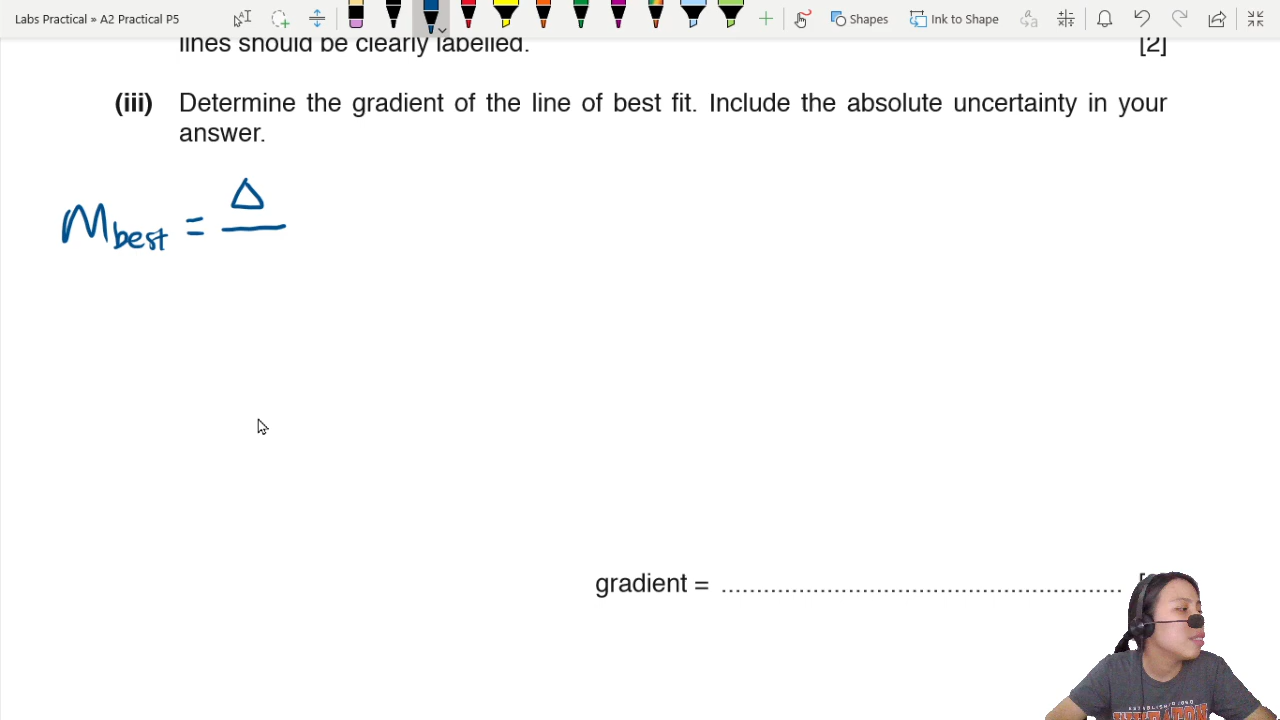 Labs Practical » A2 Practical P5
Shapes
Ink to Shape
lines should be clearly labelled. [2]
(iii) Determine the gradient of the line of best fit. Include the absolute uncertainty in your
answer.
Mbest = Δ
gradient = ........................................................